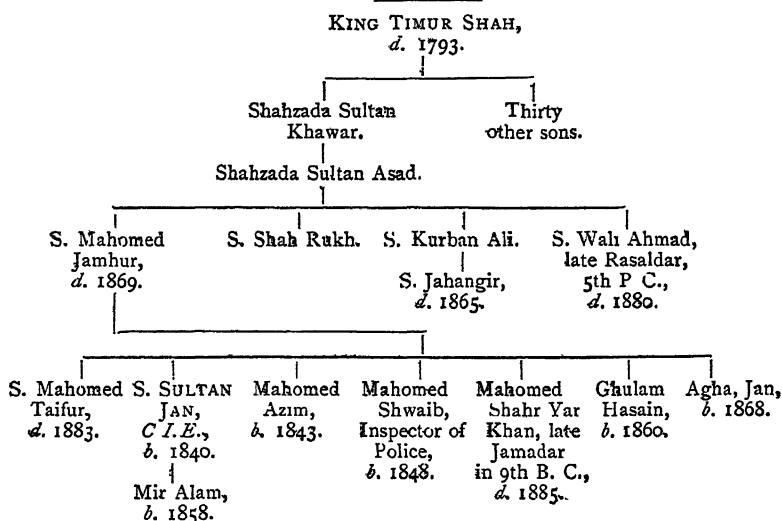 KING TIMUR SHAH,
d. 1793.
Shahzada Sultan
Khawar.
Thirty
other sons.
Shahzada Sultan Asad.
S. Mahomed
Jamhur,
d. 1869.
S. Shah Rukh.
S. Kurban Ali.
S. Jahangir,
d. 1865.
S. Wali Ahmad,
late Rasaldar,
5th P C.,
d. 1880.
S. Mahomed
Taifur,
d. 1883.
S. SULTAN
JAN,
C I.E.,
b. 1840.
Mir Alam,
b. 1858.
Mahomed
Azim,
b. 1843.
Mahomed
Shwaib,
Inspector of
Police,
b. 1848.
Mahomed
Shahr Yar
Khan, late
Jamadar
in 9th B. C.,
d. 1885.
Ghulam
Hasain,
b. 1860.
Agha, Jan,
b. 1868.